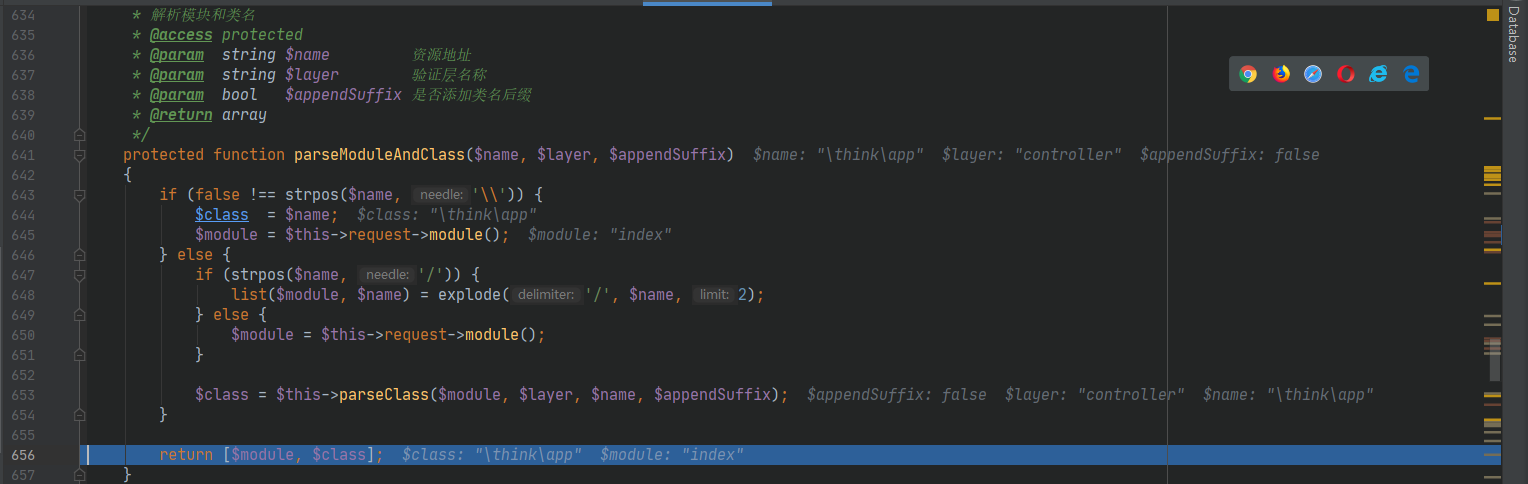 634 * 解析模块和类名
635 * @access protected
636 * @param string $name 资源地址
637 * @param string $layer 验证层名称
638 * @param bool $appendSuffix 是否添加类名后缀
639 * @return array
640 */
641 protected function parseModuleAndClass($name, $layer, $appendSuffix) $name: "\think\app" $layer: "controller" $appendSuffix: false
642 {
643 if (false !== strpos($name, needle: '\\')) {
644 $class = $name; $class: "\think\app"
645 $module = $this->request->module(); $module: "index"
646 } else {
647 if (strpos($name, needle: '/')) {
648 list($module, $name) = explode( delimiter: '/', $name, limit: 2);
649 } else {
650 $module = $this->request->module();
651 }
652
653 $class = $this->parseClass($module, $layer, $name, $appendSuffix); $appendSuffix: false $layer: "controller" $name: "\think\app"
654 }
655
656 return [$module, $class]; $class: "\think\app" $module: "index"
657 }
Database